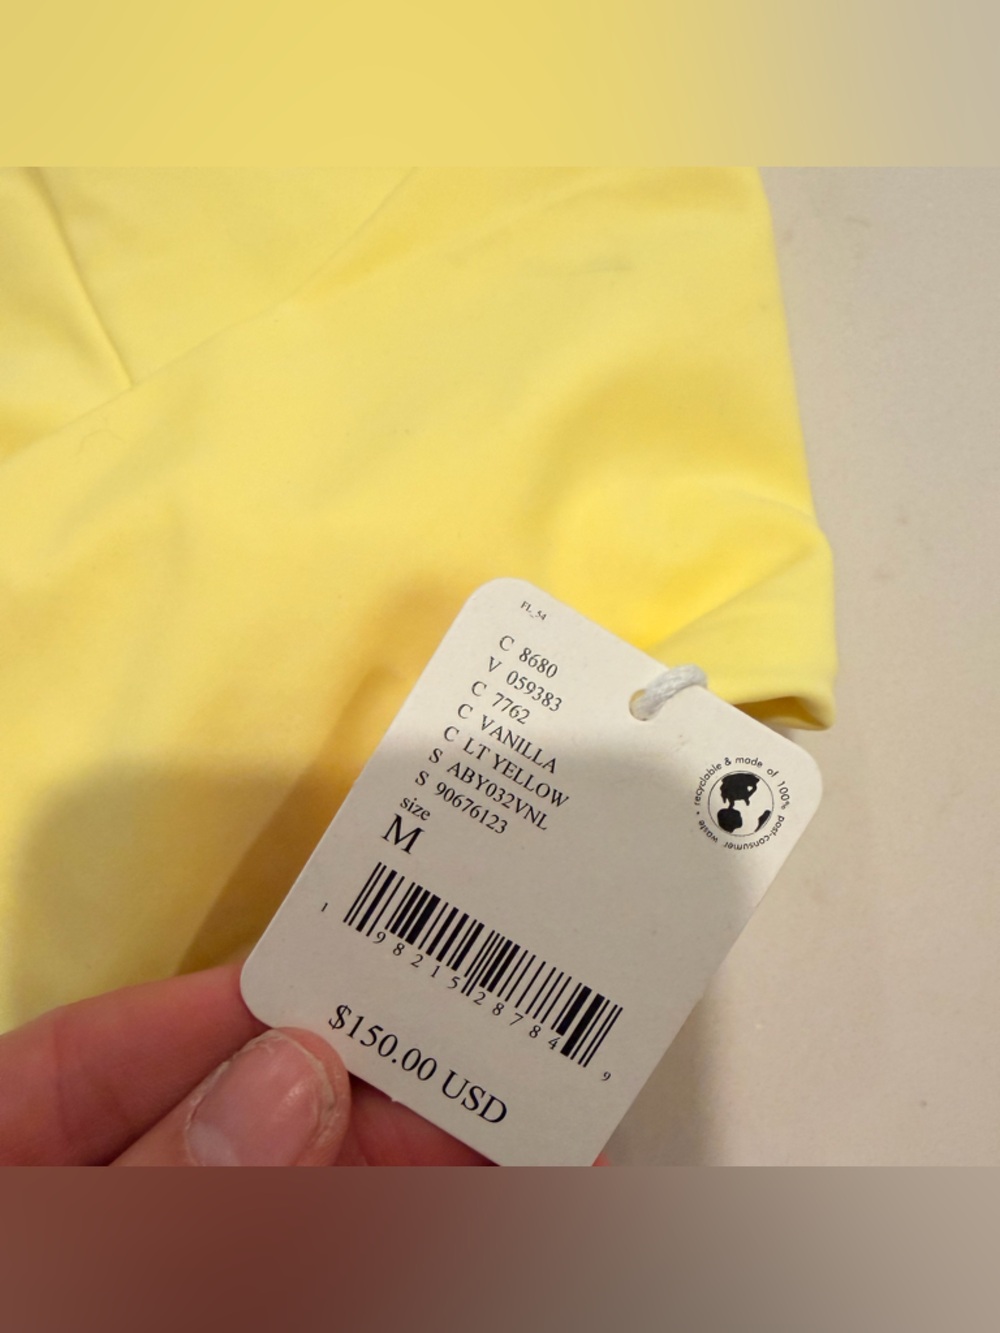 FL_54
C 8680
V 059383
C 7762
C VANILLA
C LT YELLOW
S ABY032VNL
S 90676123
size
M
recyclable & made of 100% post-consumer waste •
1 98215 28784 9
$150.00 USD